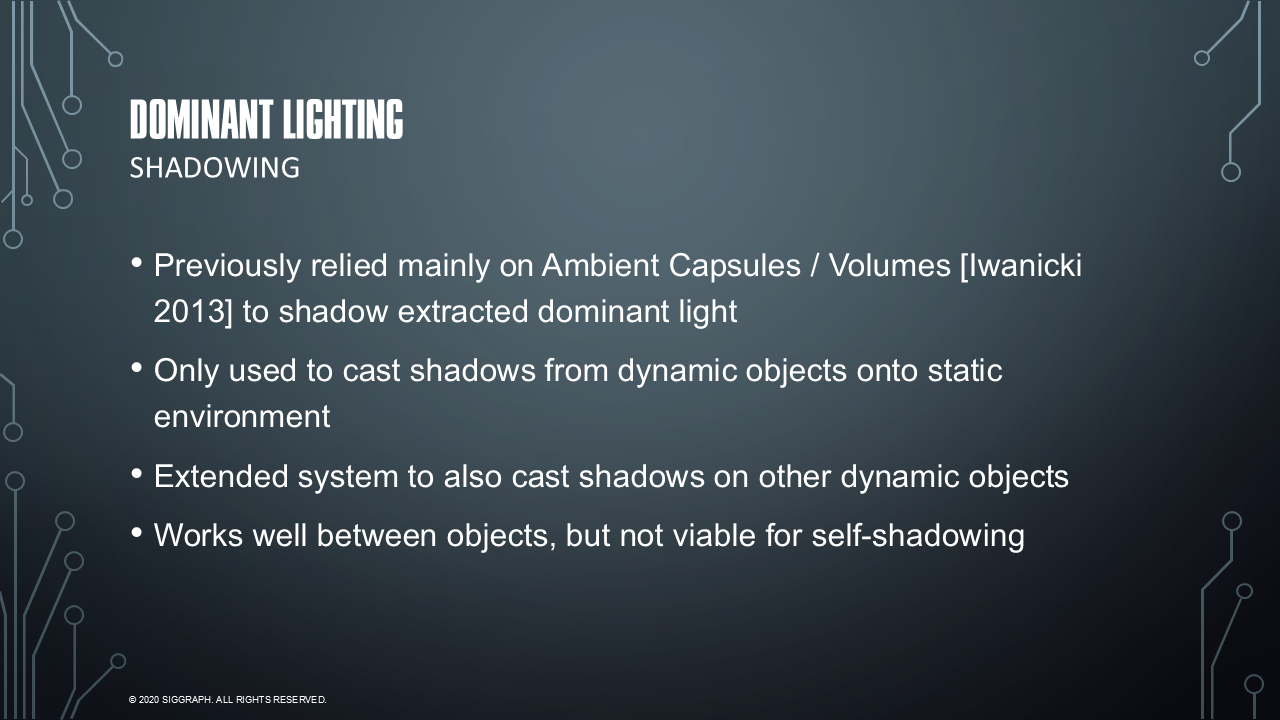 DOMINANT LIGHTING
SHADOWING
• Previously relied mainly on Ambient Capsules / Volumes [Iwanicki
2013] to shadow extracted dominant light
• Only used to cast shadows from dynamic objects onto static
environment
• Extended system to also cast shadows on other dynamic objects
• Works well between objects, but not viable for self-shadowing
© 2020 SIGGRAPH. ALL RIGHTS RESERVED.